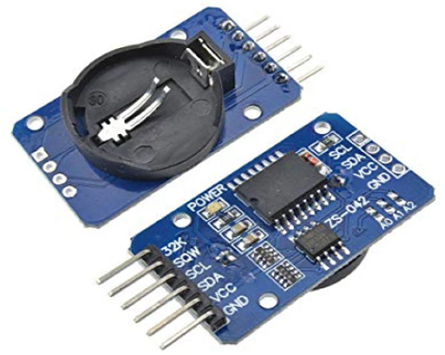 SCL
SDA
VCC
GND
POWER
ZS-042
A0 A1 A2
32K
SQW
SCL
SDA
VCC
GND